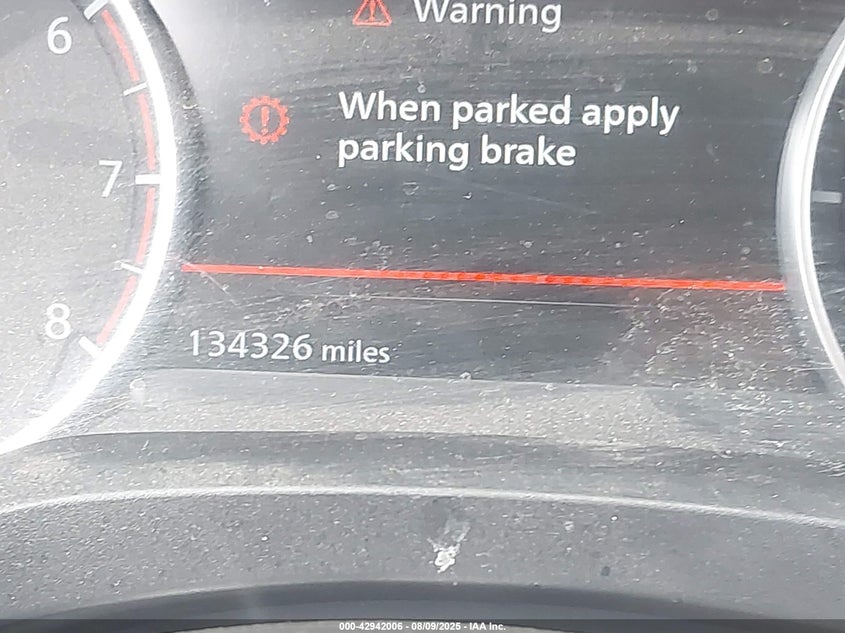 6
Warning
When parked apply
parking brake
7
8
134326 miles
000-42942006 - 08/09/2025 - IAA Inc.